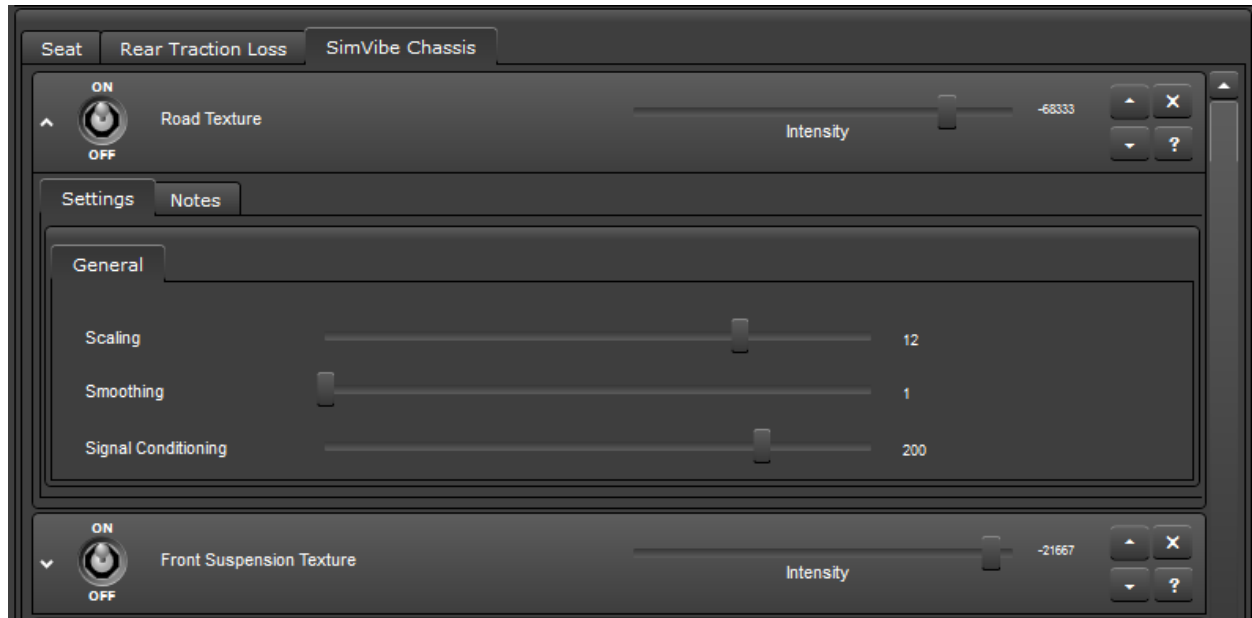 Seat Rear Traction Loss SimVibe Chassis
ON
Road Texture
Intensity
-68333
X
OFF
?
Settings Notes
General
Scaling 12
Smoothing 1
Signal Conditioning 200
ON
Front Suspension Texture
Intensity
-21667
X
OFF
?